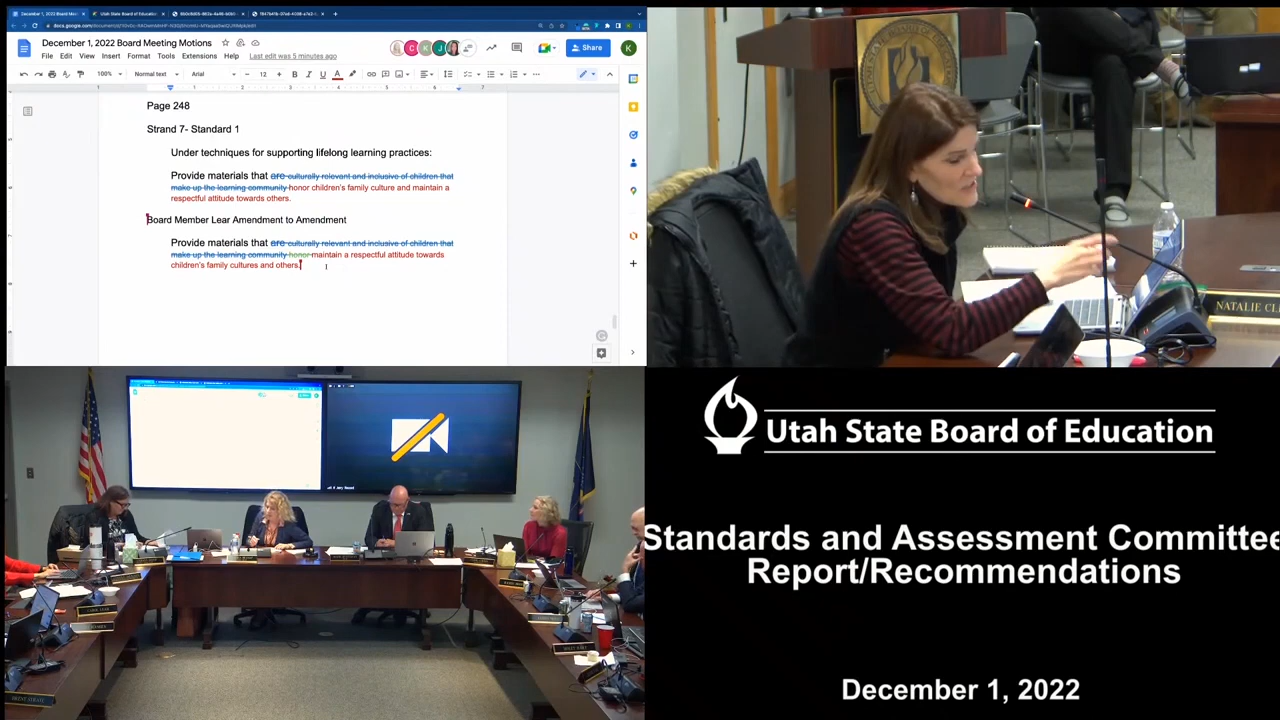 December 1, 2022 Board Meeting Motions
File Edit View Insert Format Tools Extensions Help Last edit was 5 minutes ago
Share
100% Normal text Arial 12
Page 248
Strand 7- Standard 1
Under techniques for supporting lifelong learning practices:
Provide materials that are culturally relevant and inclusive of children that
make up the learning community honor children's family culture and maintain a
respectful attitude towards others.
Board Member Lear Amendment to Amendment
Provide materials that are culturally relevant and inclusive of children that
make up the learning community honor maintain a respectful attitude towards
children's family cultures and others.
NATALIE CL
Utah State Board of Education
Standards and Assessment Committee
Report/Recommendations
December 1, 2022